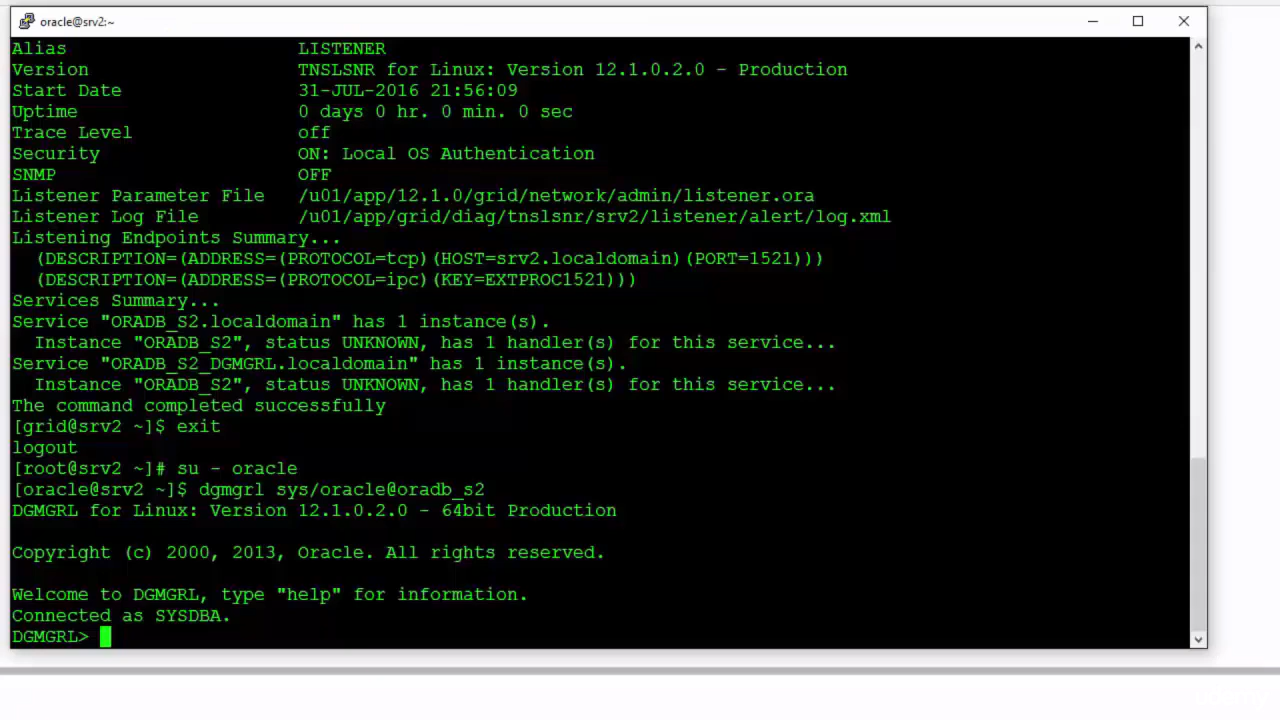 oracle@srv2:~
Alias                     LISTENER
Version                   TNSLSNR for Linux: Version 12.1.0.2.0 - Production
Start Date                31-JUL-2016 21:56:09
Uptime                    0 days 0 hr. 0 min. 0 sec
Trace Level               off
Security                  ON: Local OS Authentication
SNMP                      OFF
Listener Parameter File   /u01/app/12.1.0/grid/network/admin/listener.ora
Listener Log File         /u01/app/grid/diag/tnslsnr/srv2/listener/alert/log.xml
Listening Endpoints Summary...
  (DESCRIPTION=(ADDRESS=(PROTOCOL=tcp)(HOST=srv2.localdomain)(PORT=1521)))
  (DESCRIPTION=(ADDRESS=(PROTOCOL=ipc)(KEY=EXTPROC1521)))
Services Summary...
Service "ORADB_S2.localdomain" has 1 instance(s).
  Instance "ORADB_S2", status UNKNOWN, has 1 handler(s) for this service...
Service "ORADB_S2_DGMGRL.localdomain" has 1 instance(s).
  Instance "ORADB_S2", status UNKNOWN, has 1 handler(s) for this service...
The command completed successfully
[grid@srv2 ~]$ exit
logout
[root@srv2 ~]# su - oracle
[oracle@srv2 ~]$ dgmgrl sys/oracle@oradb_s2
DGMGRL for Linux: Version 12.1.0.2.0 - 64bit Production
Copyright (c) 2000, 2013, Oracle. All rights reserved.
Welcome to DGMGRL, type "help" for information.
Connected as SYSDBA.
DGMGRL>